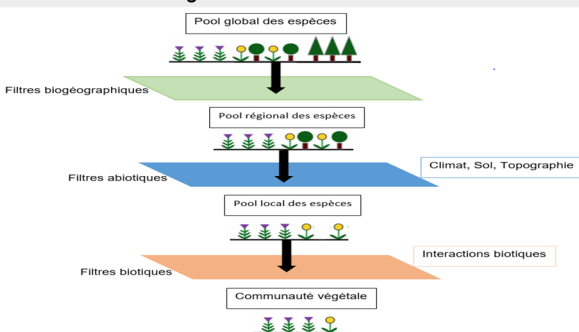 Pool global des espèces
Filtres biogéographiques
Pool régional des espèces
Climat, Sol, Topographie
Filtres abiotiques
Pool local des espèces
Interactions biotiques
Filtres biotiques
Communauté végétale